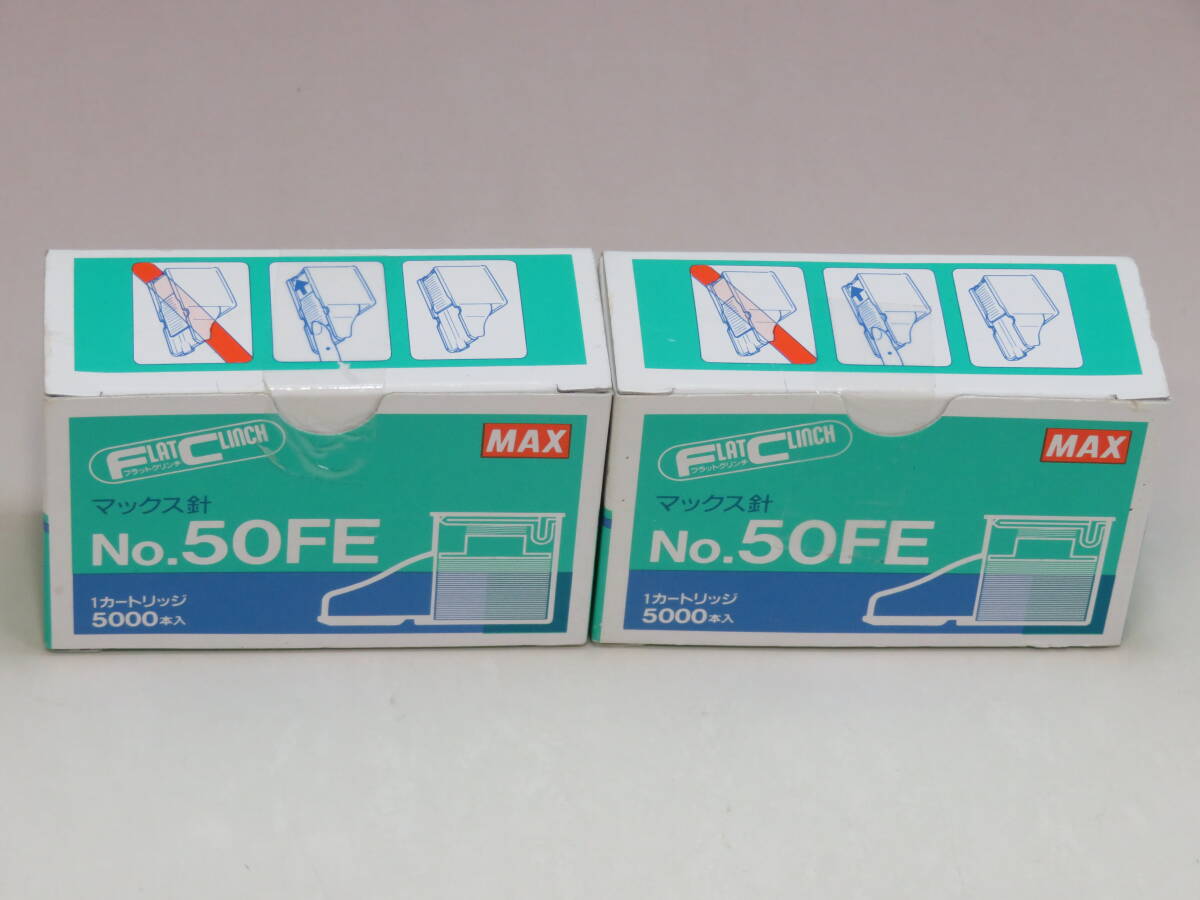 FLAT CLINCH
フラットクリンチ
MAX
マックス針
No.50FE
1カートリッジ
5000本入
FLAT CLINCH
フラットクリンチ
MAX
マックス針
No.50FE
1カートリッジ
5000本入